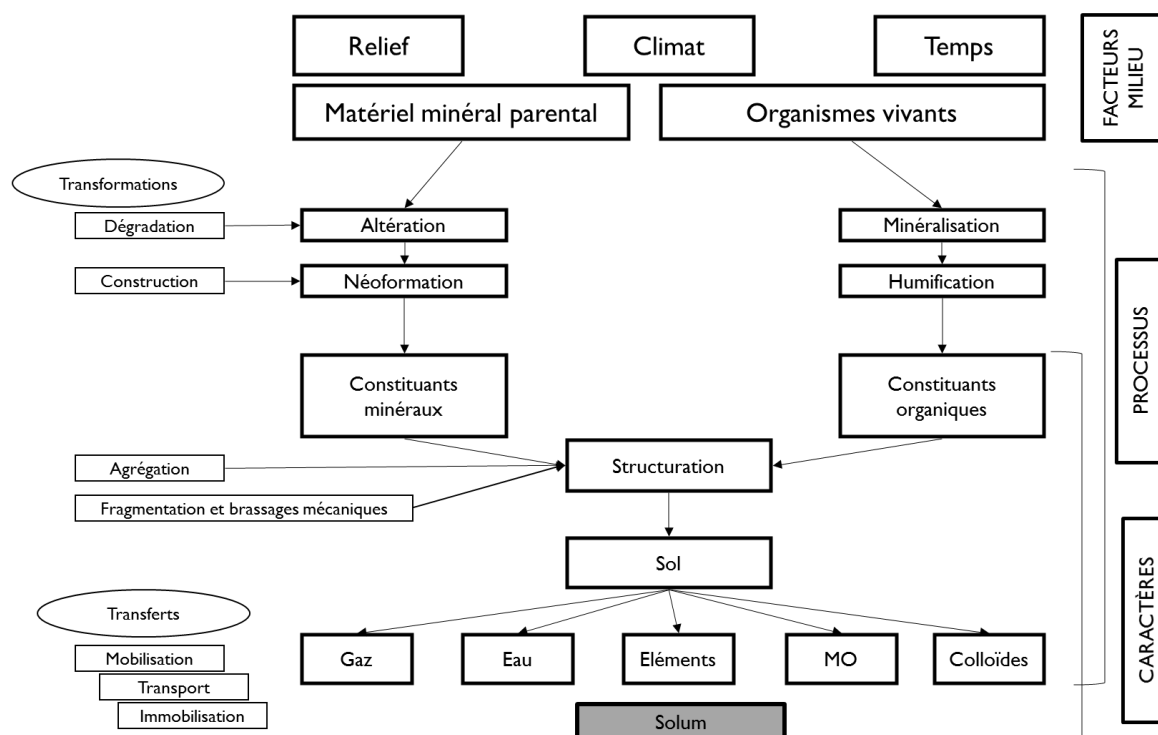 Relief
Climat
Temps
FACTEURS
MILIEU
Matériel minéral parental
Organismes vivants
Transformations
Dégradation
Altération
Minéralisation
Construction
Néoformation
Humification
PROCESSUS
Constituants
minéraux
Constituants
organiques
Agrégation
Structuration
Fragmentation et brassages mécaniques
Sol
CARACTÈRES
Transferts
Mobilisation
Gaz
Eau
Eléments
MO
Colloïdes
Transport
Immobilisation
Solum